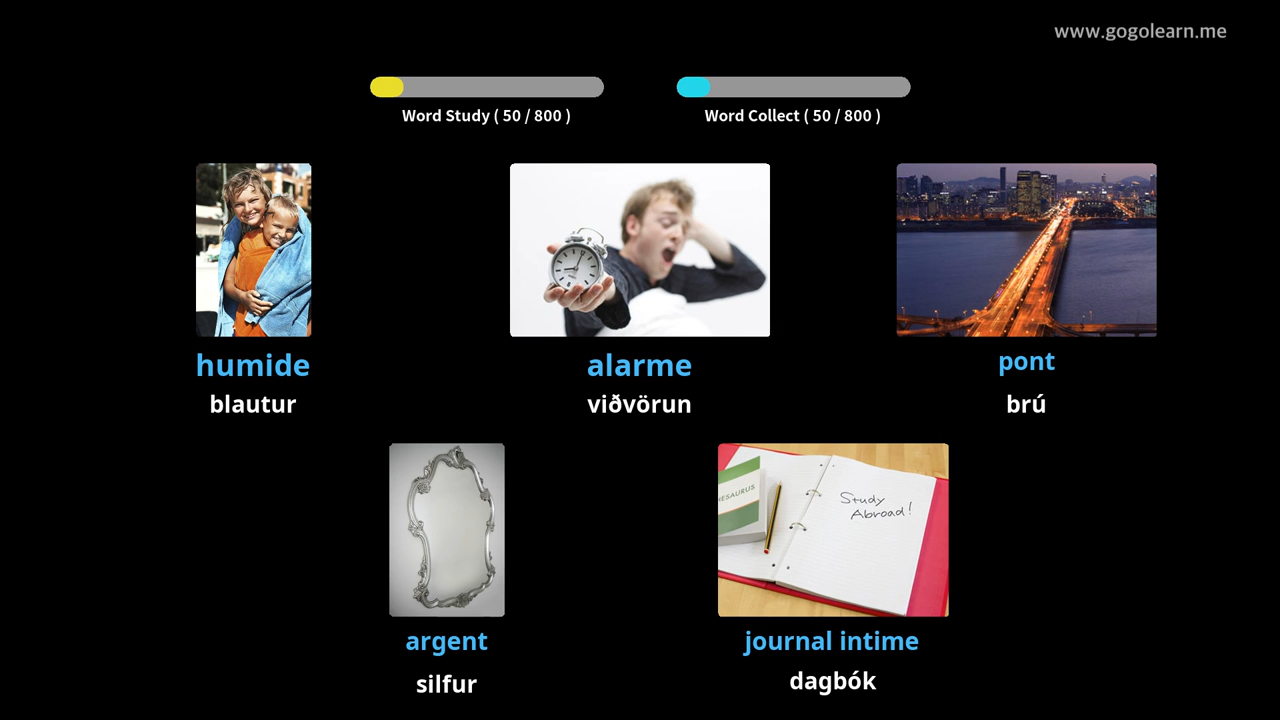 www.gogolearn.me
Word Study ( 50 / 800 )
Word Collect ( 50 / 800 )
humide
blautur
alarme
viðvörun
pont
brú
HESAURUS
Study
Abroad!
argent
silfur
journal intime
dagbók